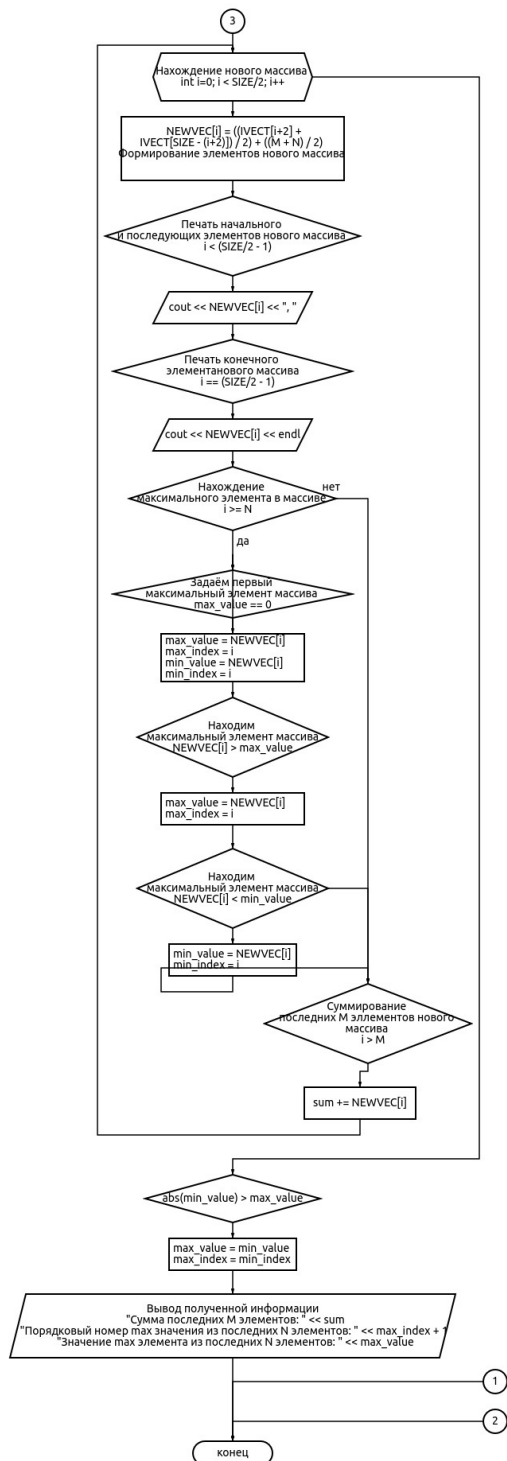 3
Нахождение нового массива
int i=0; i < SIZE/2; i++
NEWVEC[i] = ((IVECT[i+2] +
IVECT[SIZE - (i+2)]) / 2) + ((M + N) / 2)
Формирование элементов нового массива
Печать начального
и последующих элементов нового массива
i < (SIZE/2 - 1)
cout << NEWVEC[i] << ", "
Печать конечного
элементанового массива
i == (SIZE/2 - 1)
cout << NEWVEC[i] << endl
Нахождение
максимального элемента в массиве
i >= N
нет
да
Задаём первый
максимальный элемент массива
max_value == 0
max_value = NEWVEC[i]
max_index = i
min_value = NEWVEC[i]
min_index = i
Находим
максимальный элемент массива
NEWVEC[i] > max_value
max_value = NEWVEC[i]
max_index = i
Находим
максимальный элемент массива
NEWVEC[i] < min_value
min_value = NEWVEC[i]
min_index = i
Суммирование
последних M эллементов нового
массива
i > M
sum += NEWVEC[i]
abs(min_value) > max_value
max_value = min_value
max_index = min_index
Вывод полученной информации
"Сумма последних M элементов: " << sum
"Порядковый номер max значения из последних N элементов: " << max_index + 1
"Значение max элемента из последних N элементов: " << max_value
1
2
конец